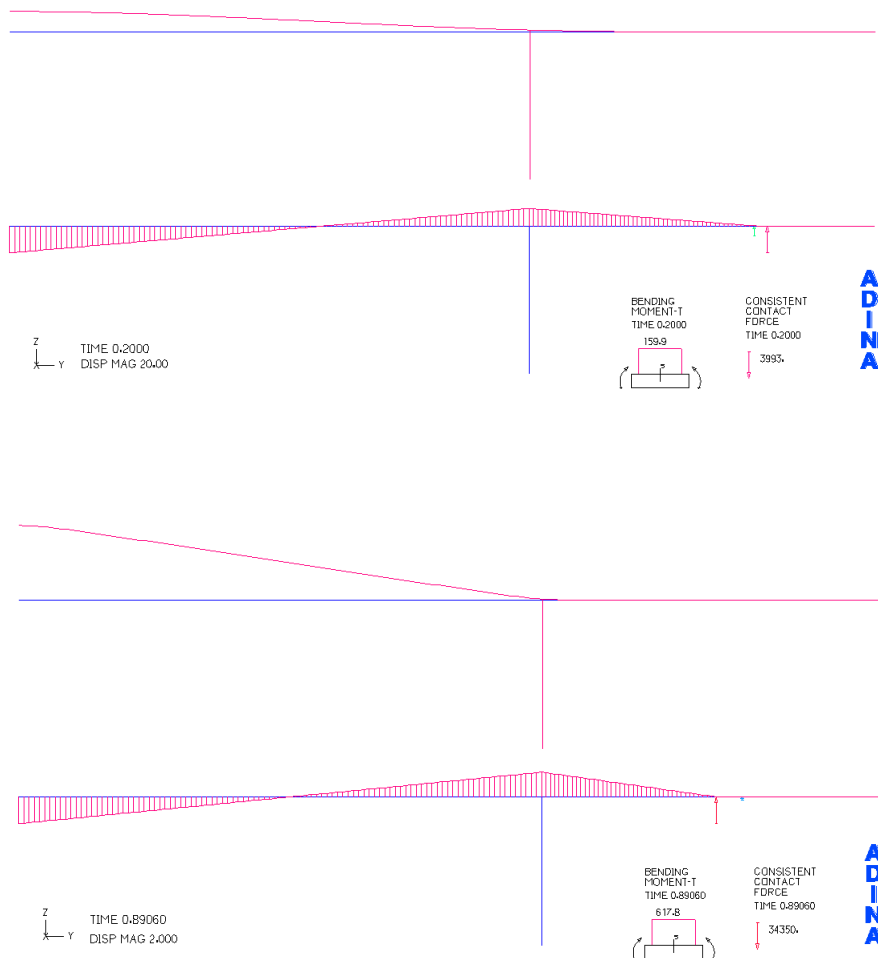 BENDING
MOMENT-T
TIME 0.2000
159.9
S
CONSISTENT
CONTACT
FORCE
TIME 0.2000
3993.
ADINA
Z
Y
X
TIME 0.2000
DISP MAG 20.00
BENDING
MOMENT-T
TIME 0.89060
617.8
S
CONSISTENT
CONTACT
FORCE
TIME 0.89060
34350.
ADINA
Z
Y
X
TIME 0.89060
DISP MAG 2.000